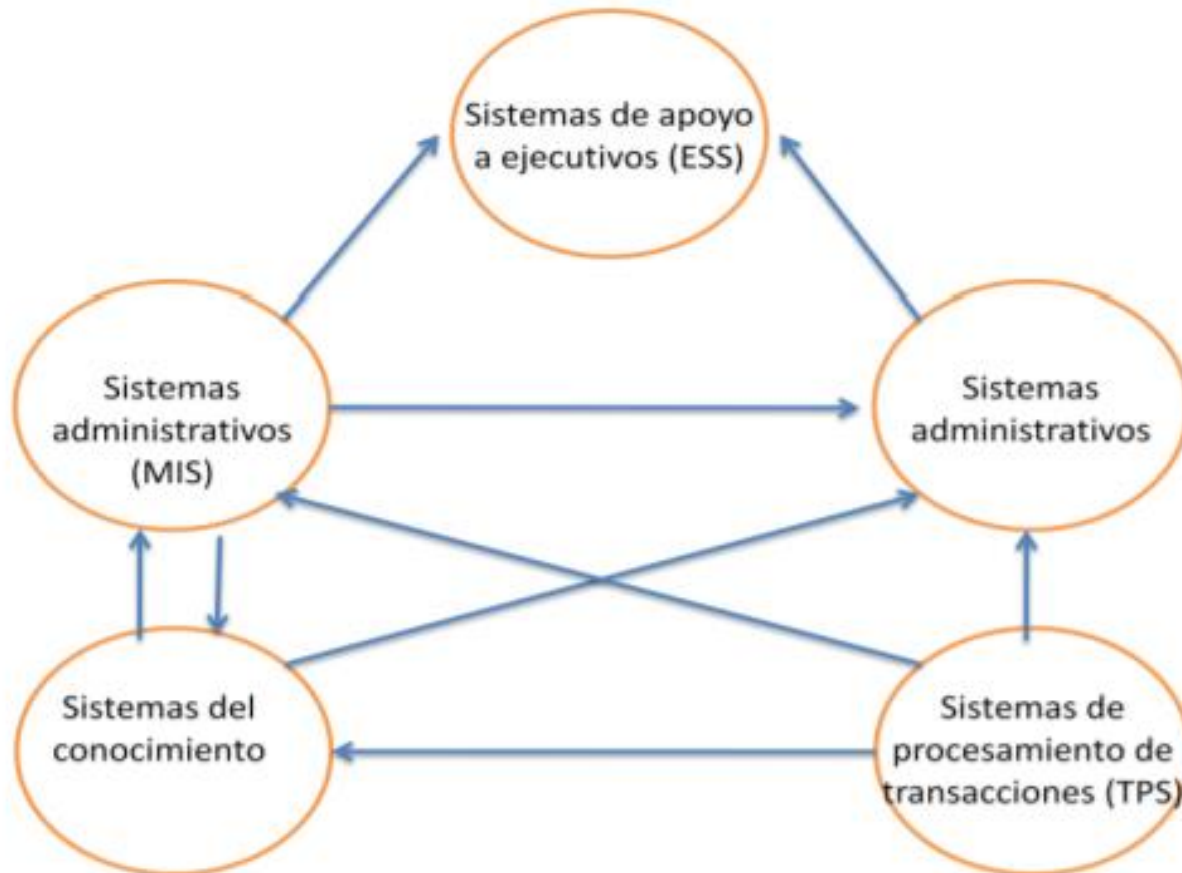 Sistemas de apoyo
a ejecutivos (ESS)
Sistemas
administrativos
(MIS)
Sistemas
administrativos
Sistemas del
conocimiento
Sistemas de
procesamiento de
transacciones (TPS)